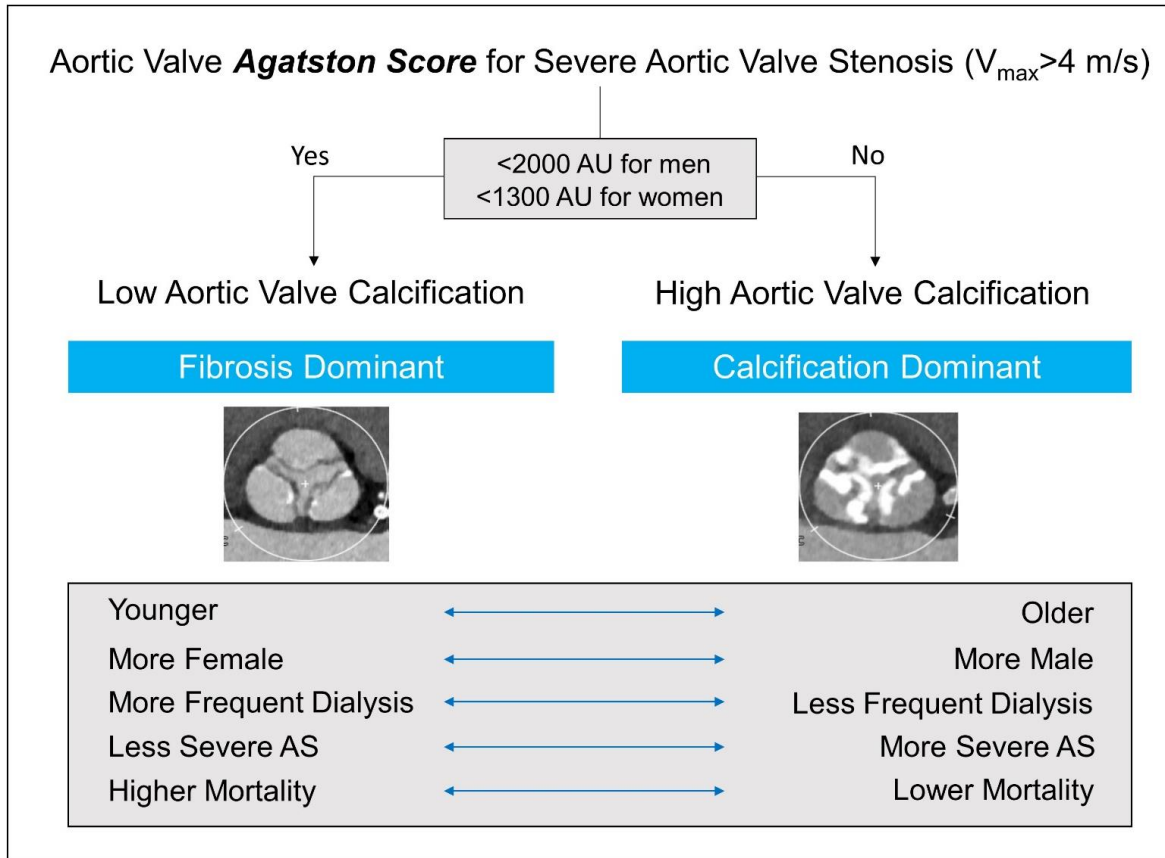 Aortic Valve Agatston Score for Severe Aortic Valve Stenosis (Vmax>4 m/s)
Yes
<2000 AU for men
<1300 AU for women
No
Low Aortic Valve Calcification
High Aortic Valve Calcification
Fibrosis Dominant
Calcification Dominant
Younger
Older
More Female
More Male
More Frequent Dialysis
Less Frequent Dialysis
Less Severe AS
More Severe AS
Higher Mortality
Lower Mortality